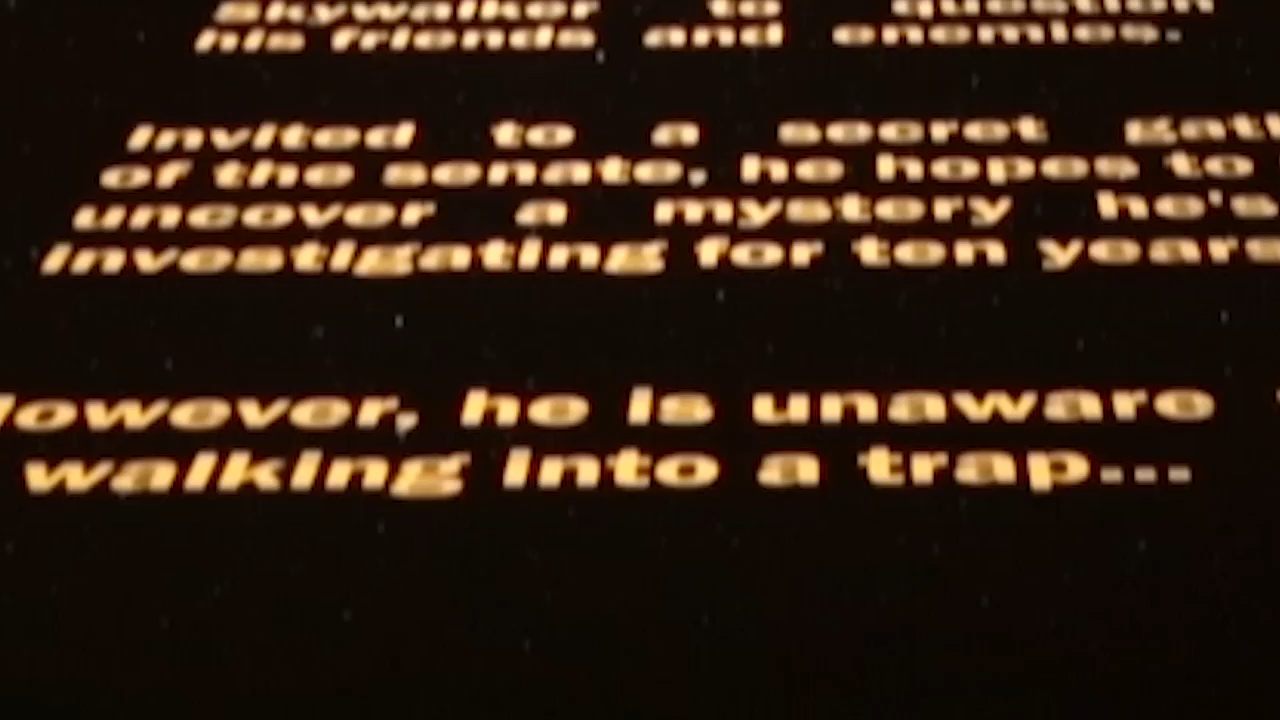 skywalker to question
his friends and enemies.
Invited to a secret
of the senate, he hopes to
uncover a mystery he's
investigating for ten years
However, he is unaware
walking into a trap...